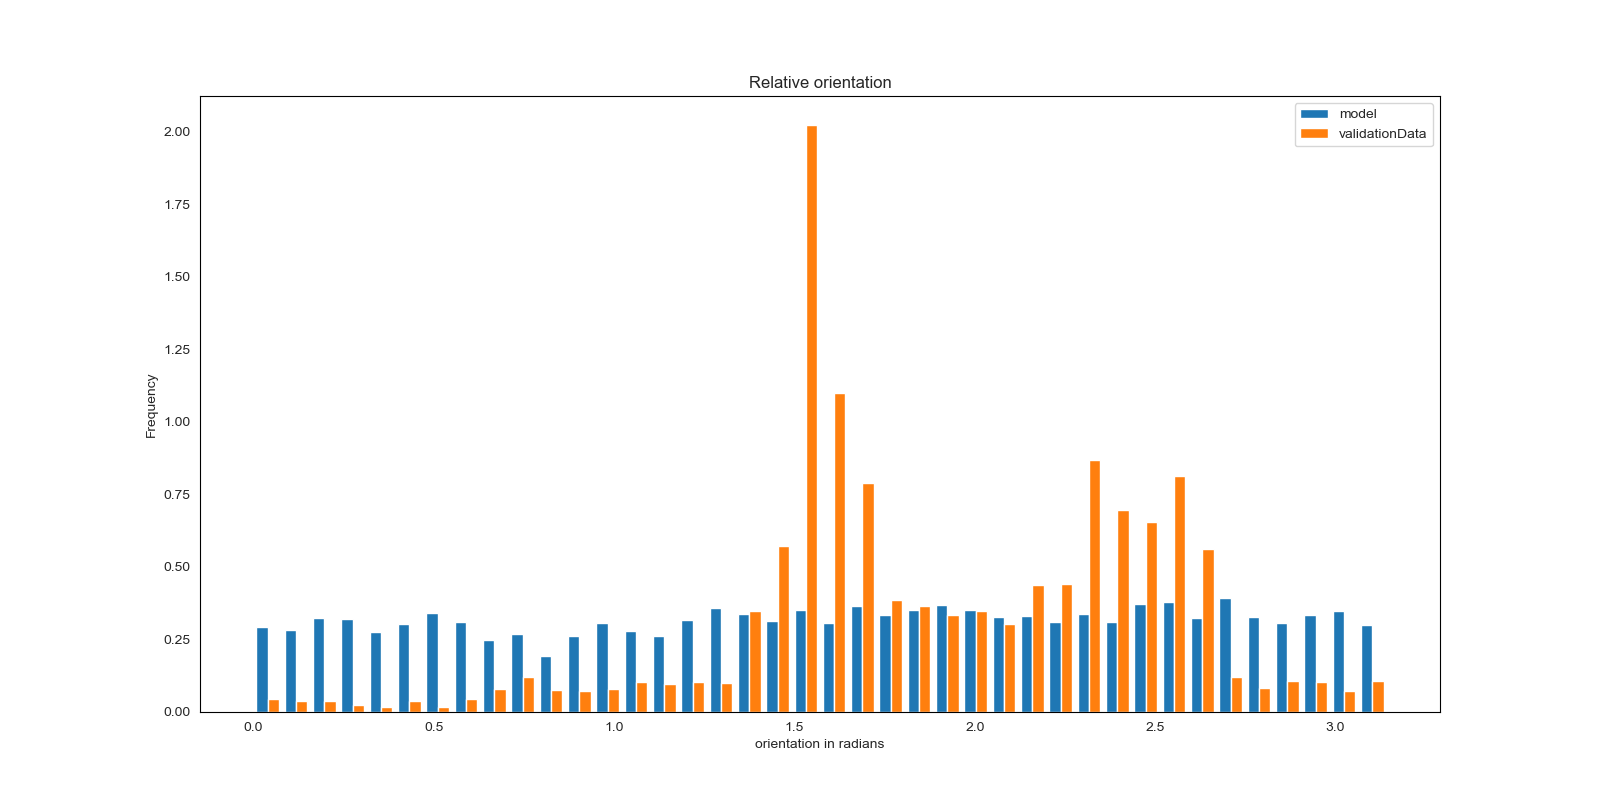 Relative orientation
model
validationData
Frequency
2.00
1.75
1.50
1.25
1.00
0.75
0.50
0.25
0.00
0.0 0.5 1.0 1.5 2.0 2.5 3.0
orientation in radians